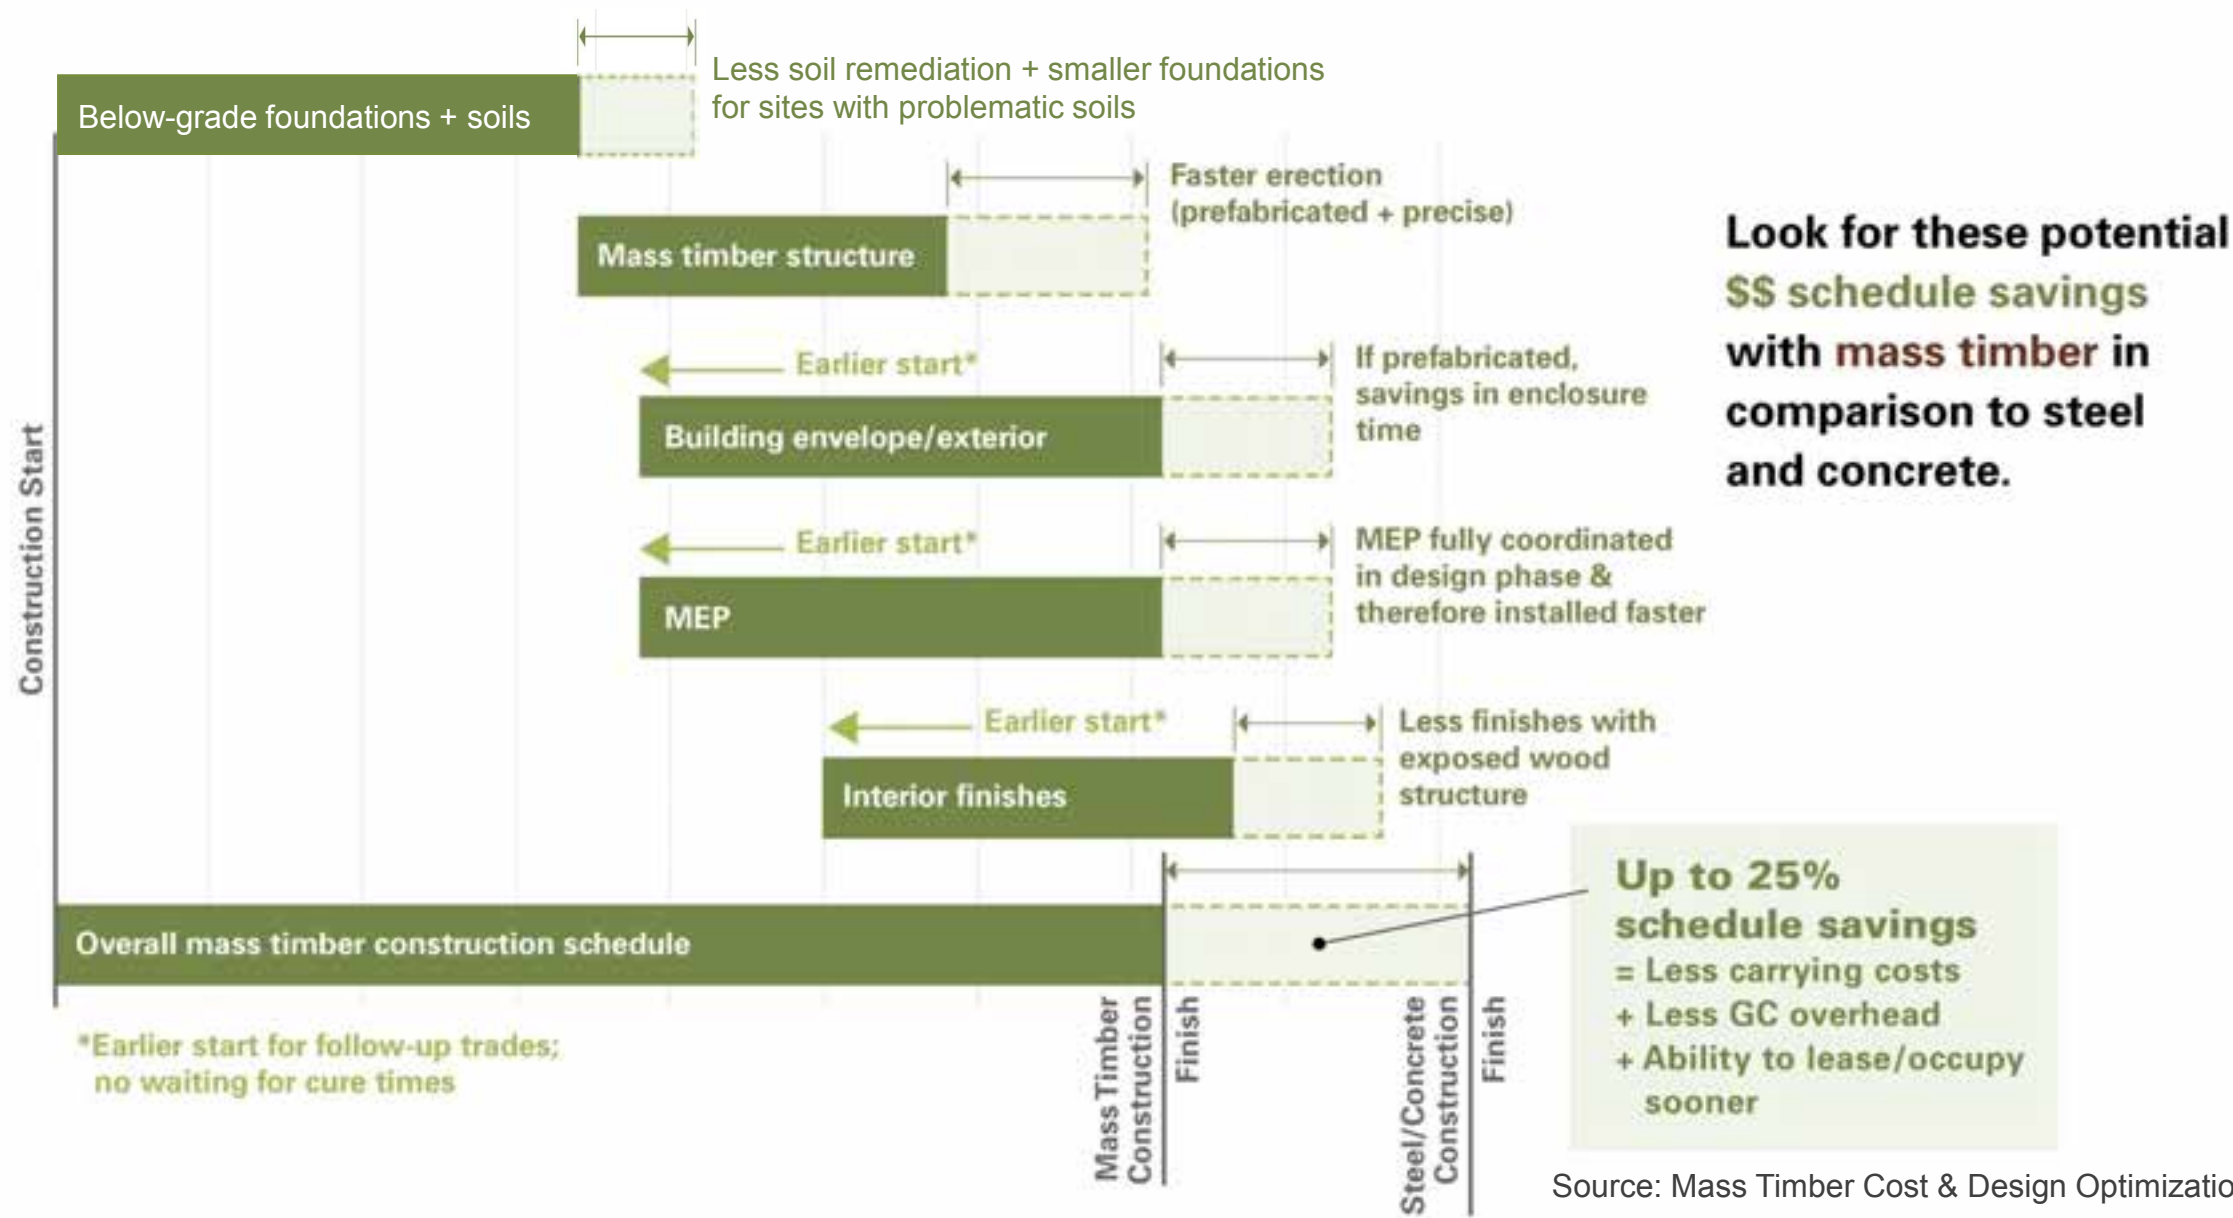 Less soil remediation + smaller foundations
for sites with problematic soils
Below-grade foundations + soils
Faster erection
(prefabricated + precise)
Mass timber structure
Look for these potential
$$ schedule savings
with mass timber in
comparison to steel
and concrete.
Earlier start*
If prefabricated,
savings in enclosure
time
Building envelope/exterior
Construction Start
Earlier start*
MEP fully coordinated
in design phase &
therefore installed faster
MEP
Earlier start*
Less finishes with
exposed wood
structure
Interior finishes
Up to 25%
schedule savings
= Less carrying costs
+ Less GC overhead
+ Ability to lease/occupy
sooner
Overall mass timber construction schedule
*Earlier start for follow-up trades;
no waiting for cure times
Mass Timber
Construction
Finish
Steel/Concrete
Construction
Finish
Source: Mass Timber Cost & Design Optimizatio